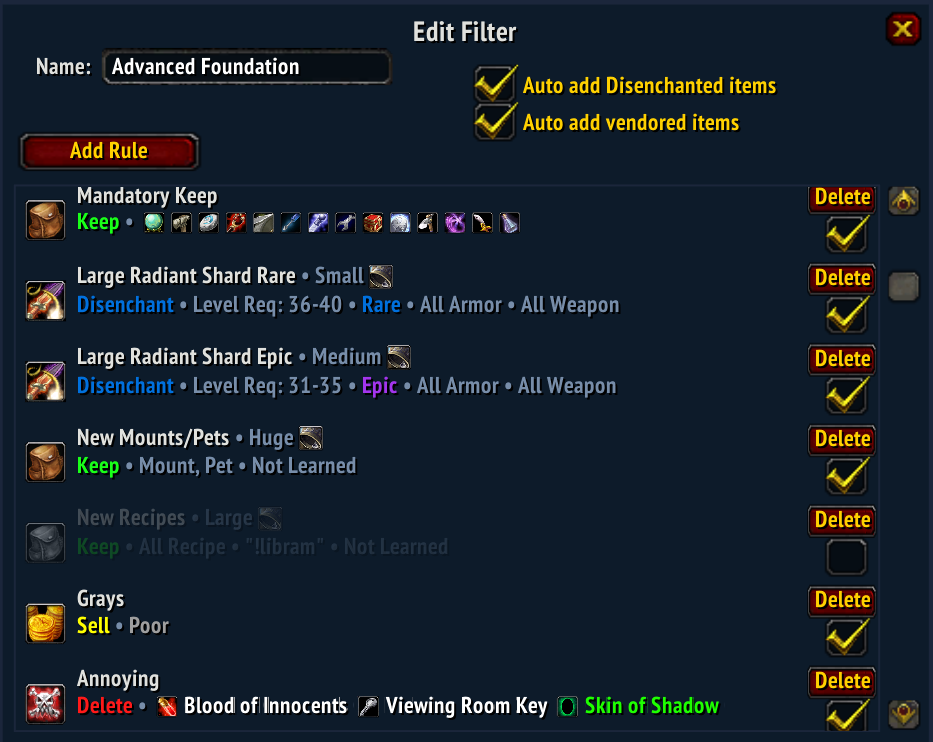 Edit Filter
Name: Advanced Foundation
Auto add Disenchanted items
Auto add vendored items
Add Rule
Mandatory Keep
Delete
Keep •
Large Radiant Shard Rare • Small
Delete
Disenchant • Level Req: 36-40 • Rare • All Armor • All Weapon
Large Radiant Shard Epic • Medium
Delete
Disenchant • Level Req: 31-35 • Epic • All Armor • All Weapon
New Mounts/Pets • Huge
Delete
Keep • Mount, Pet • Not Learned
New Recipes • Large
Delete
Keep • All Recipe • "!libram" • Not Learned
Grays
Delete
Sell • Poor
Annoying
Delete
Delete • Blood of Innocents Viewing Room Key Skin of Shadow